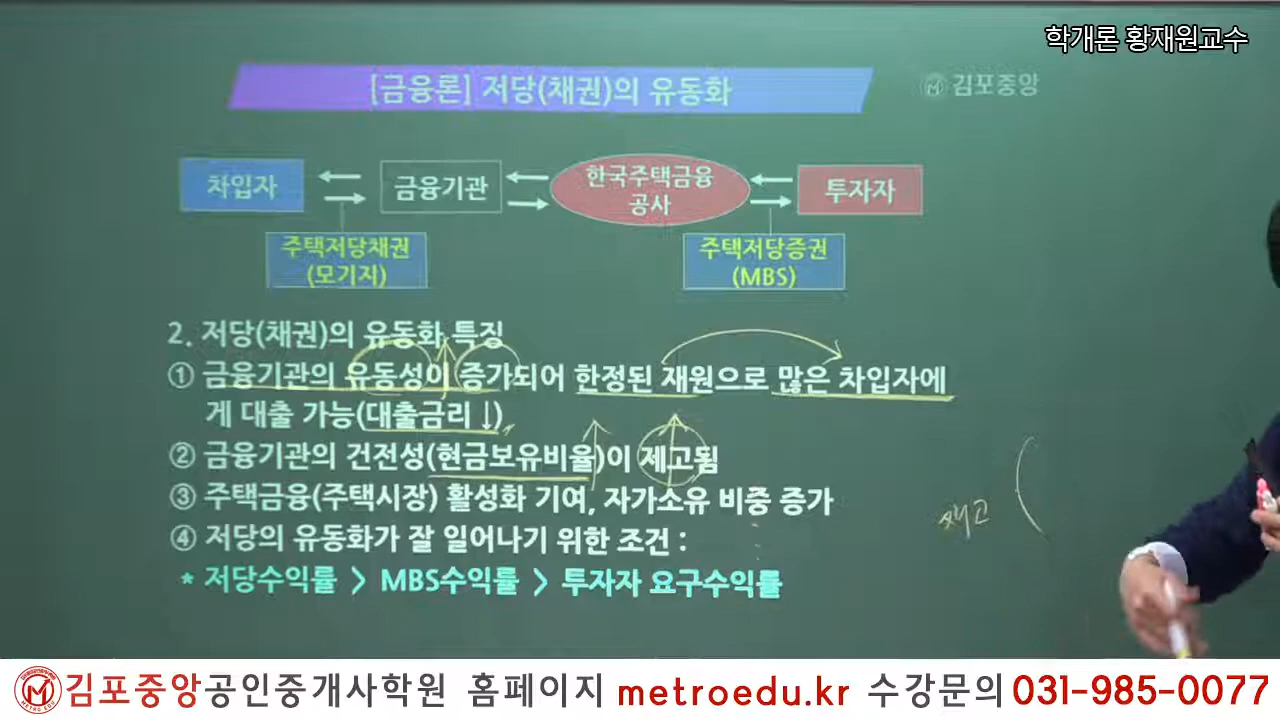 학개론 황재원교수
[금융론] 저당(채권)의 유동화
김포중앙
차입자
금융기관
한국주택금융
공사
투자자
주택저당채권
(모기지)
주택저당증권
(MBS)
2. 저당(채권)의 유동화 특징
① 금융기관의 유동성이 증가되어 한정된 재원으로 많은 차입자에
게 대출 가능(대출금리↓)
② 금융기관의 건전성(현금보유비율)이 제고됨
③ 주택금융(주택시장) 활성화 기여, 자가소유 비중 증가
④ 저당의 유동화가 잘 일어나기 위한 조건 :
* 저당수익률 > MBS수익률 > 투자자 요구수익률
김포중앙공인중개사학원 홈페이지 metroedu.kr 수강문의 031-985-0077